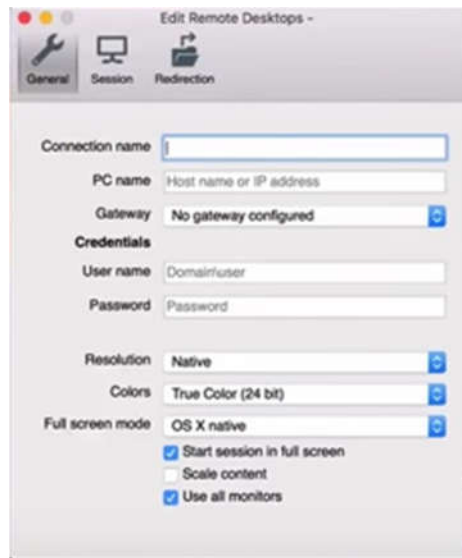 Edit Remote Desktops -
General Session Redirection
Connection name
PC name Host name or IP address
Gateway No gateway configured
Credentials
User name Domain\user
Password Password
Resolution Native
Colors True Color (24 bit)
Full screen mode OS X native
Start session in full screen
Scale content
Use all monitors